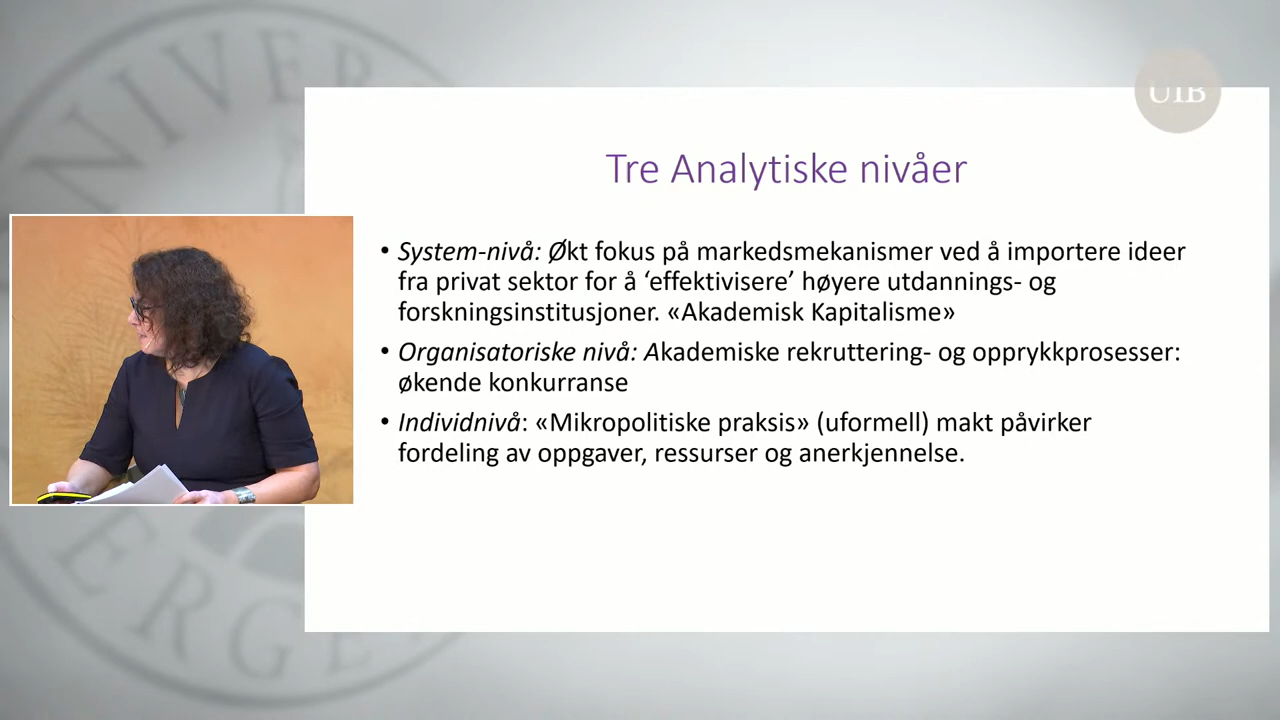 UNIVER
UIB
Tre Analytiske nivåer
• System-nivå: Økt fokus på markedsmekanismer ved å importere ideer
fra privat sektor for å ‘effektivisere’ høyere utdannings- og
forskningsinstitusjoner. «Akademisk Kapitalisme»
• Organisatoriske nivå: Akademiske rekruttering- og opprykkprosesser:
økende konkurranse
• Individnivå: «Mikropolitiske praksis» (uformell) makt påvirker
fordeling av oppgaver, ressurser og anerkjennelse.
ERGE